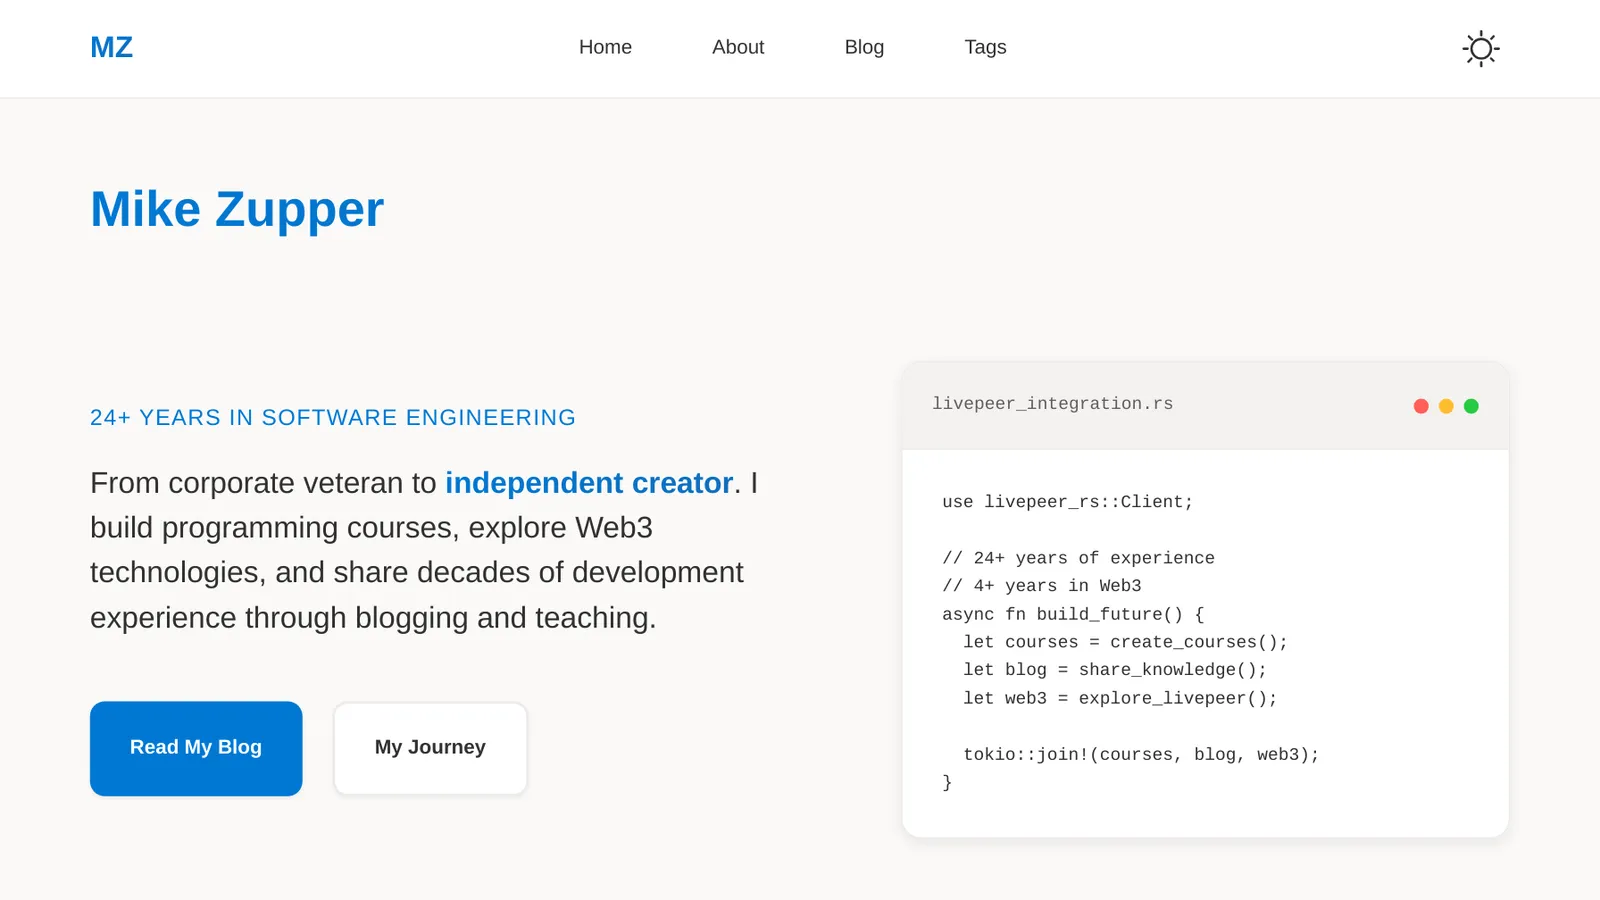 MZ
Home
About
Blog
Tags
Mike Zupper
24+ YEARS IN SOFTWARE ENGINEERING
From corporate veteran to independent creator. I
build programming courses, explore Web3
technologies, and share decades of development
experience through blogging and teaching.
Read My Blog
My Journey
livepeer_integration.rs
use livepeer_rs::Client;
// 24+ years of experience
// 4+ years in Web3
async fn build_future() {
  let courses = create_courses();
  let blog = share_knowledge();
  let web3 = explore_livepeer();
  tokio::join!(courses, blog, web3);
}